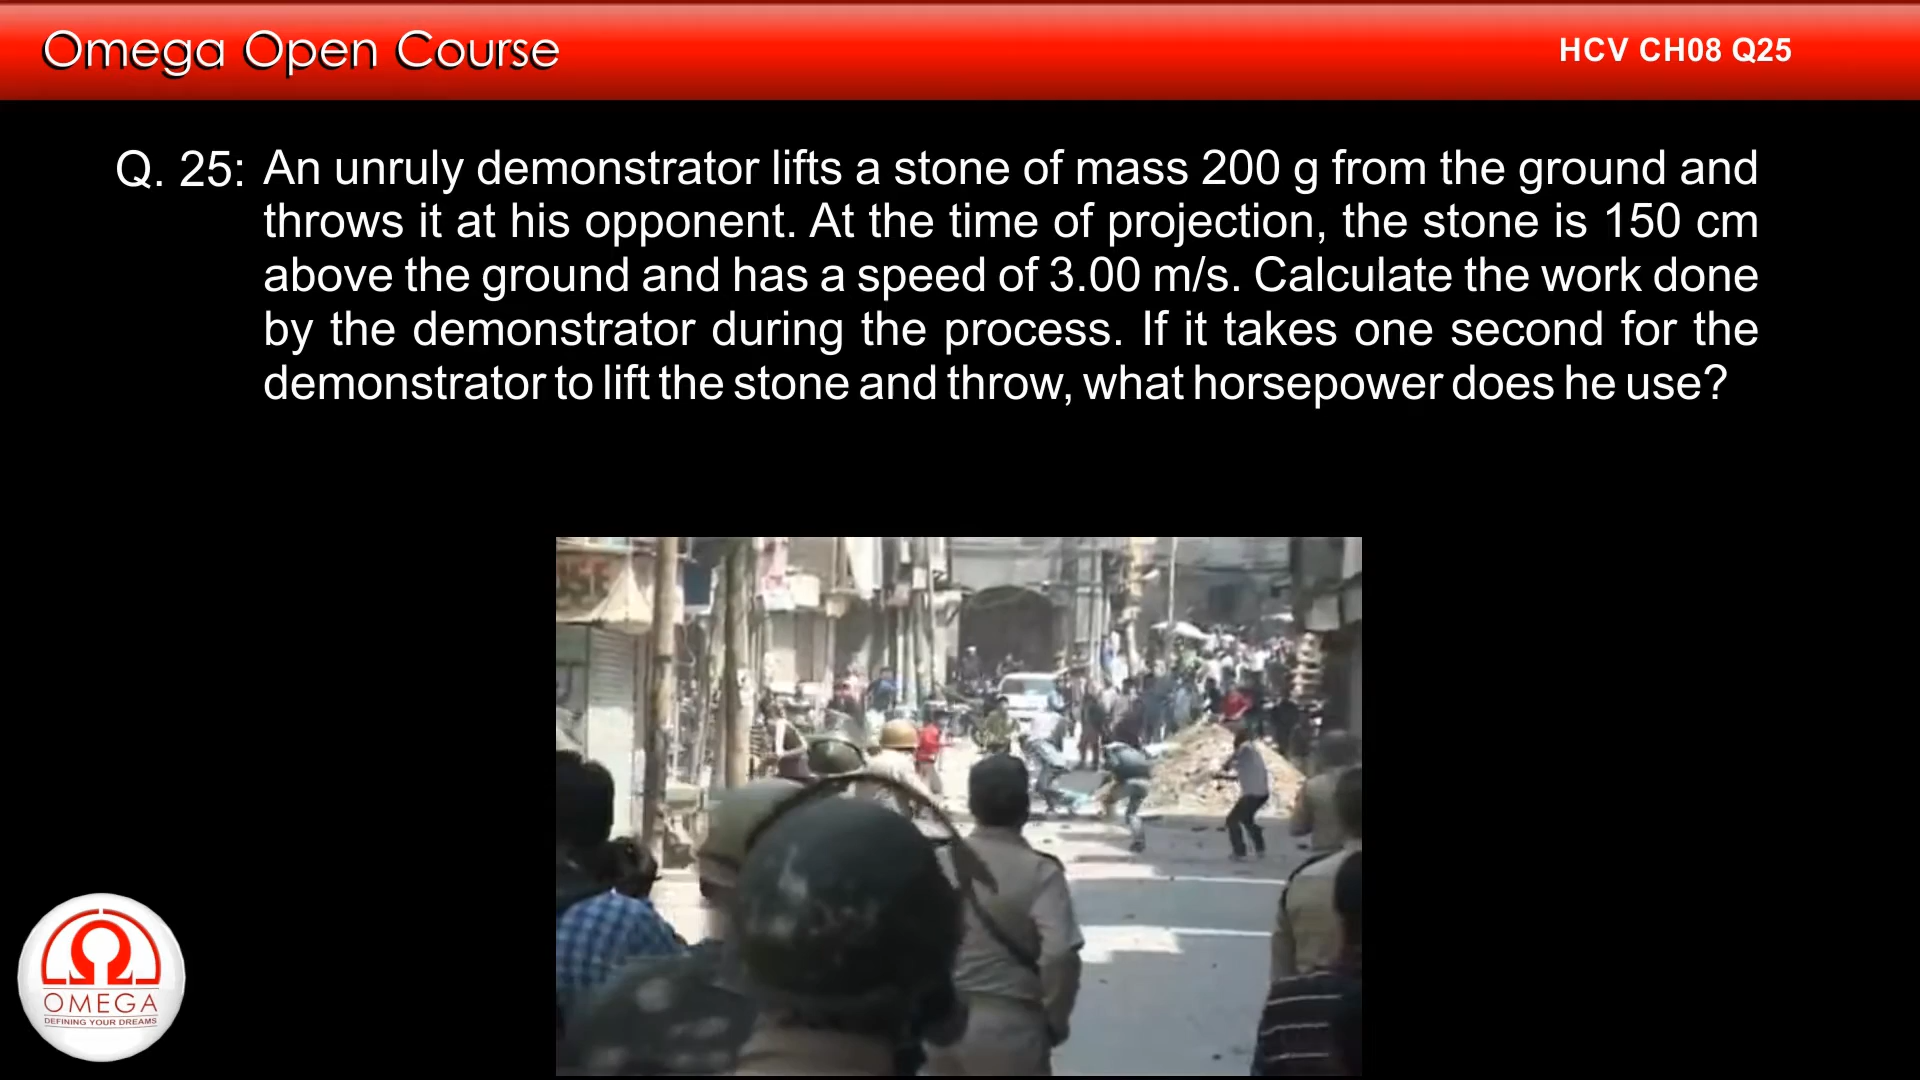 Omega Open Course
HCV CH08 Q25
Q. 25: An unruly demonstrator lifts a stone of mass 200 g from the ground and
throws it at his opponent. At the time of projection, the stone is 150 cm
above the ground and has a speed of 3.00 m/s. Calculate the work done
by the demonstrator during the process. If it takes one second for the
demonstrator to lift the stone and throw, what horsepower does he use?
OMEGA
DEFINING YOUR DREAMS